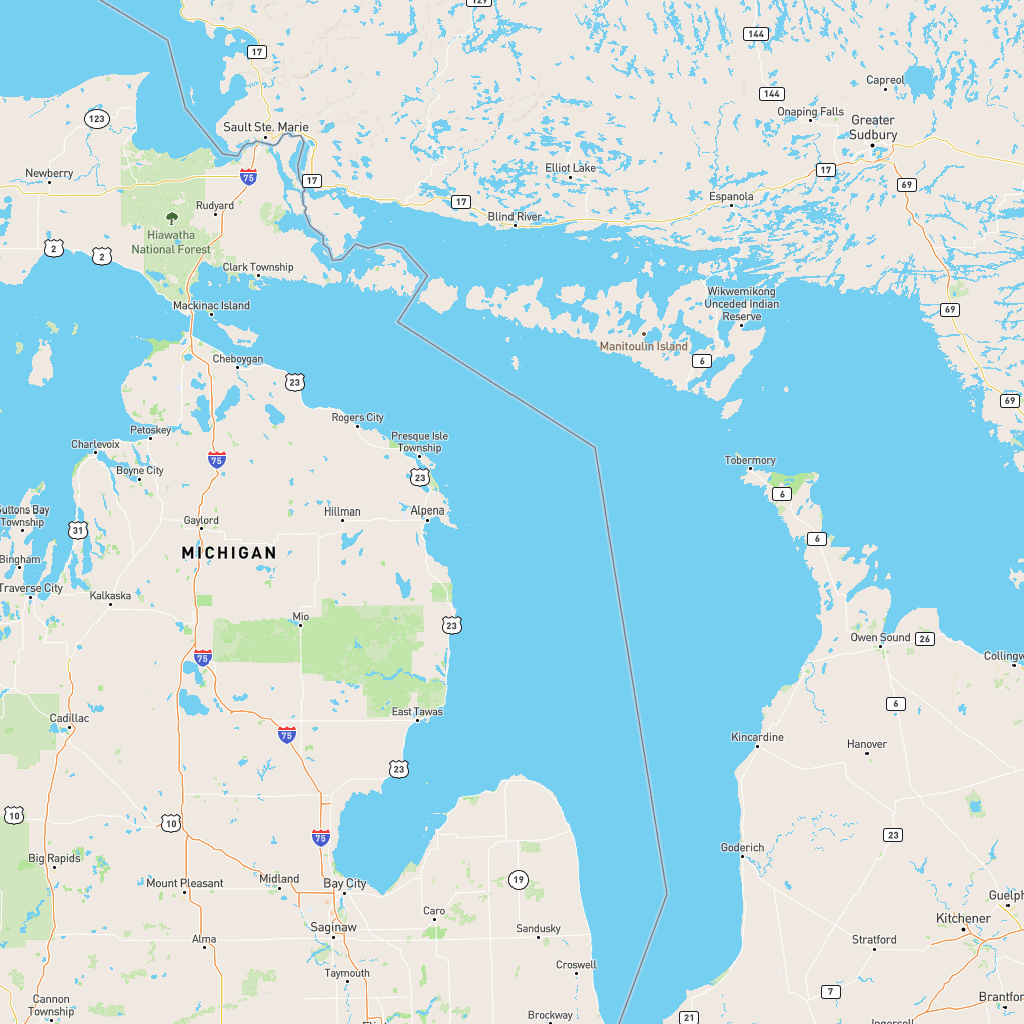 129
144
17
Capreol
144
Onaping Falls
123
Greater
Sudbury
Sault Ste. Marie
Elliot Lake
17
Newberry
75
17
69
17
Espana
Rudyard
Blind River
Hiawatha
National Forest
2
2
Clark Township
Wikwemikong
Unceded Indian
Reserve
Mackinac Island
69
Manitoulin Island
6
Cheboygan
23
69
Rogers City
Petoskey
Presque Isle
Township
Charlevoix
75
Tobermory
Boyne City
23
6
Suttons Bay
Township
Hillman
Alpena
Gaylord
31
6
MICHIGAN
Bingham
Traverse City
Kalkaska
Mio
23
Owen Sound
26
75
Collingw
6
East Tawas
Cadillac
75
Kincardine
Hanover
23
10
10
75
23
Goderich
Big Rapids
Mount Pleasant
Midland
Bay City
19
Guelph
Caro
Kitchener
Saginaw
Sandusky
Alma
Stratford
Croswell
Taymouth
7
Cannon
Township
Brantfor
Brockway
21
Ingersoll